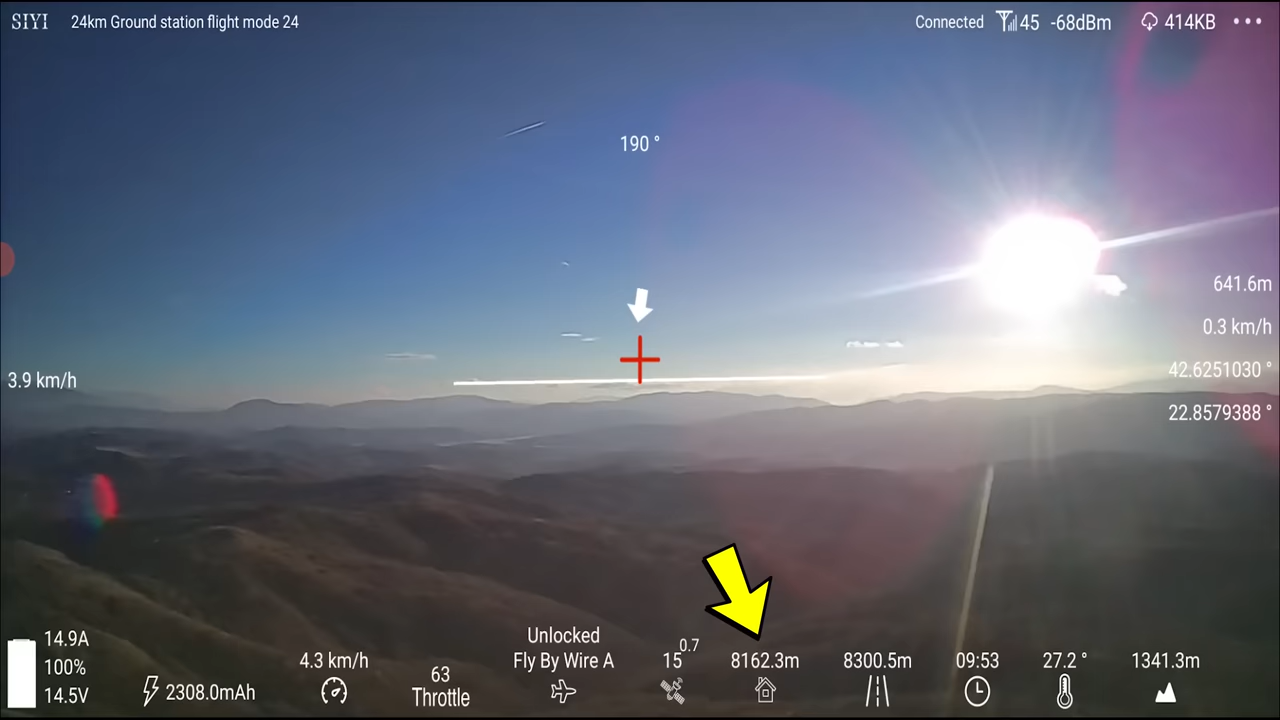 SIYI 24km Ground station flight mode 24 Connected 45 -68dBm 414KB
190 °
641.6m
0.3 km/h
3.9 km/h
42.6251030 °
22.8579388 °
14.9A
100%
14.5V
2308.0mAh
4.3 km/h
63
Throttle
Unlocked
Fly By Wire A
15 0.7
8162.3m
8300.5m
09:53
27.2 °
1341.3m